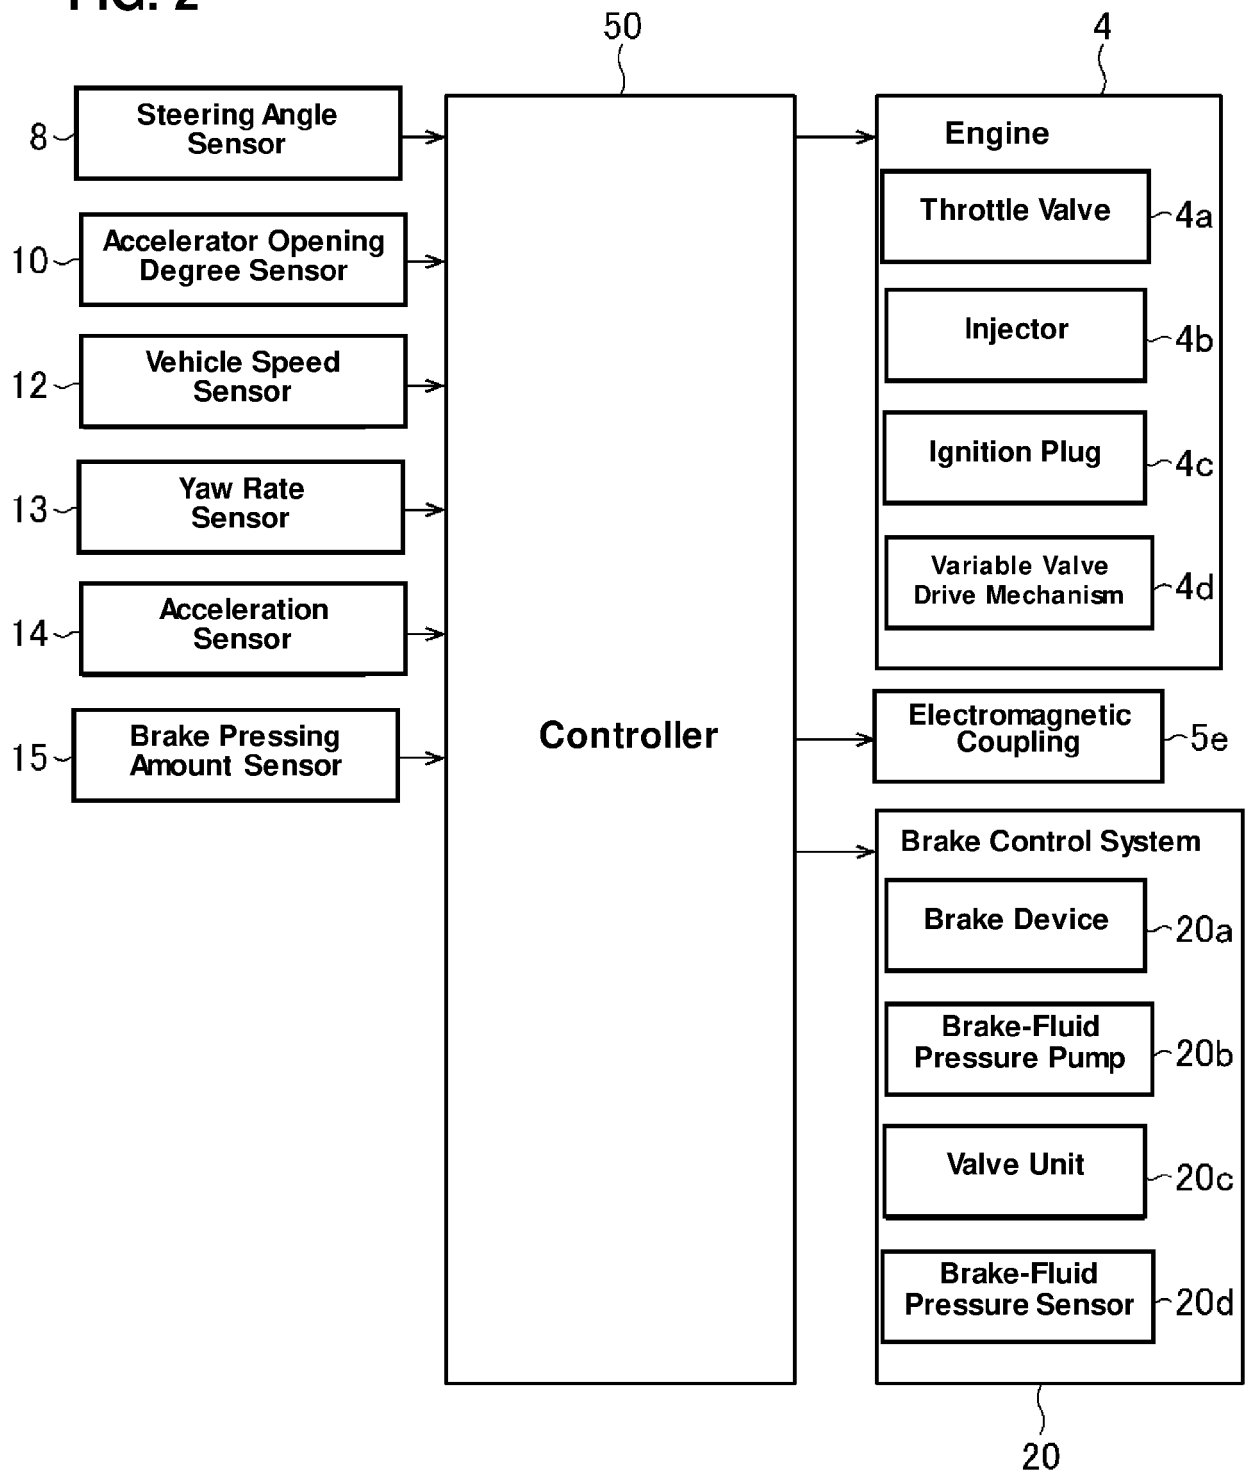 FIG. 2
50
4
Steering Angle
Sensor
8
Accelerator Opening
Degree Sensor
10
Vehicle Speed
Sensor
12
Yaw Rate
Sensor
13
Acceleration
Sensor
14
Brake Pressing
Amount Sensor
15
Controller
Engine
Throttle Valve
4a
Injector
4b
Ignition Plug
4c
Variable Valve
Drive Mechanism
4d
Electromagnetic
Coupling
5e
Brake Control System
Brake Device
20a
Brake-Fluid
Pressure Pump
20b
Valve Unit
20c
Brake-Fluid
Pressure Sensor
20d
20